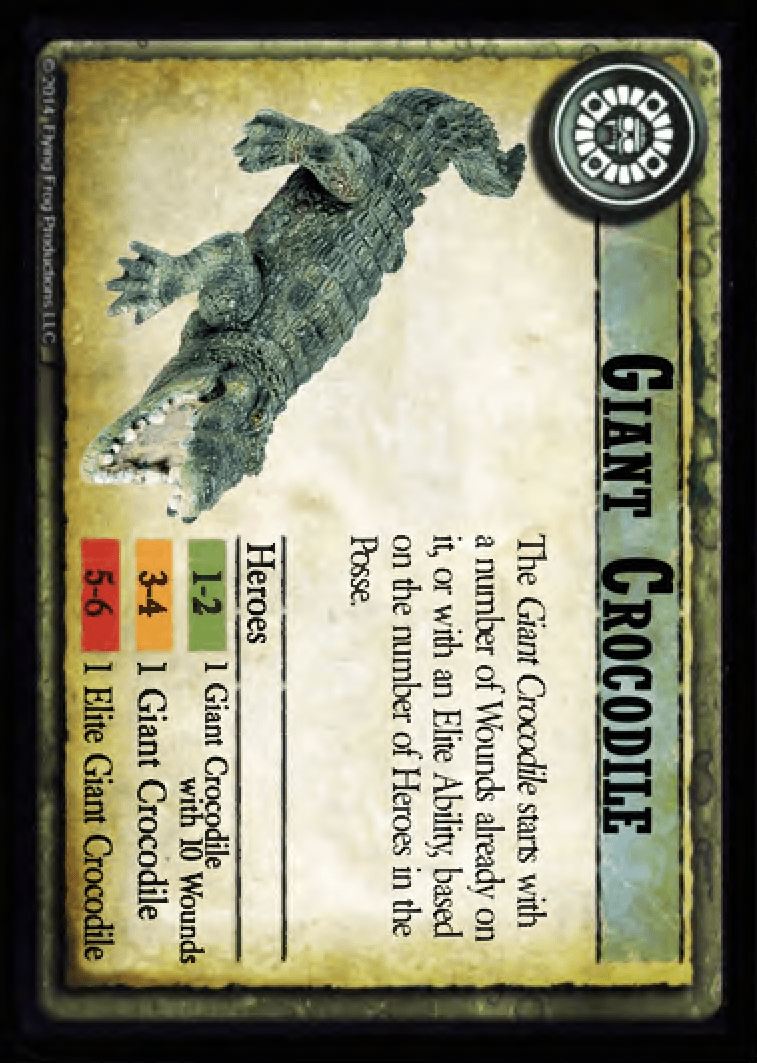 GIANT CROCODILE
The Giant Crocodile starts with
a number of Wounds already on
it, or with an Elite Ability, based
on the number of Heroes in the
Posse.
Heroes
1-2 1 Giant Crocodile
with 10 Wounds
3-4 1 Giant Crocodile
5-6 1 Elite Giant Crocodile
© 2014, Flying Frog Productions LLC